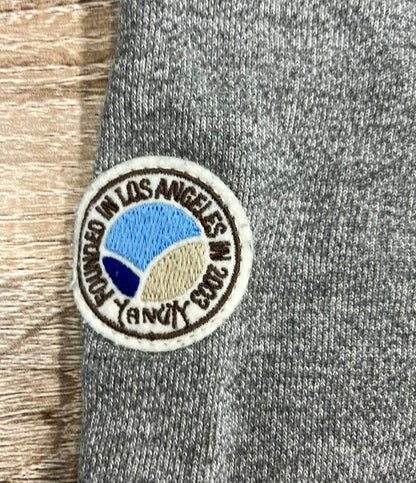 FOUNDED IN LOS ANGELES IN 2003
YANUK